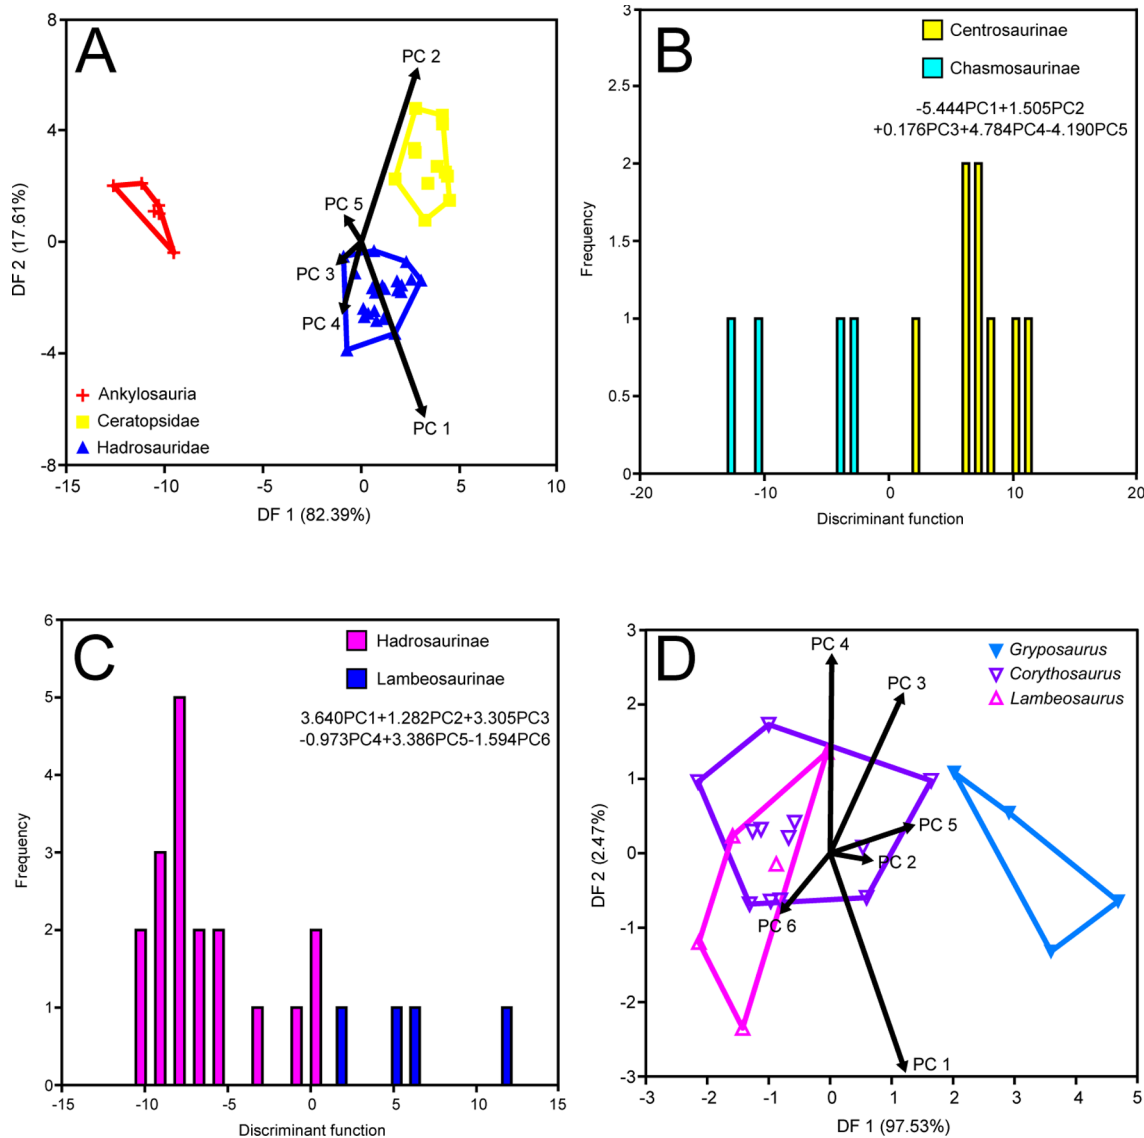 A
8
4
0
-4
-8
-15
-10
-5
0
5
10
DF 2 (17.61%)
DF 1 (82.39%)
PC 2
PC 5
PC 3
PC 4
PC 1
Ankylosauria
Ceratopsidae
Hadrosauridae
B
3
2.5
2
1.5
1
0.5
0
-20
-10
0
10
20
Frequency
Discriminant function
Centrosaurinae
Chasmosaurinae
-5.444PC1+1.505PC2
+0.176PC3+4.784PC4-4.190PC5
C
6
5
4
3
2
1
0
-15
-10
-5
0
5
10
15
Frequency
Discriminant function
Hadrosaurinae
Lambeosaurinae
3.640PC1+1.282PC2+3.305PC3
-0.973PC4+3.386PC5-1.594PC6
D
3
2
1
0
-1
-2
-3
-3
-2
-1
0
1
2
3
4
5
DF 2 (2.47%)
DF 1 (97.53%)
PC 4
PC 3
PC 5
PC 2
PC 6
PC 1
Gryposaurus
Corythosaurus
Lambeosaurus